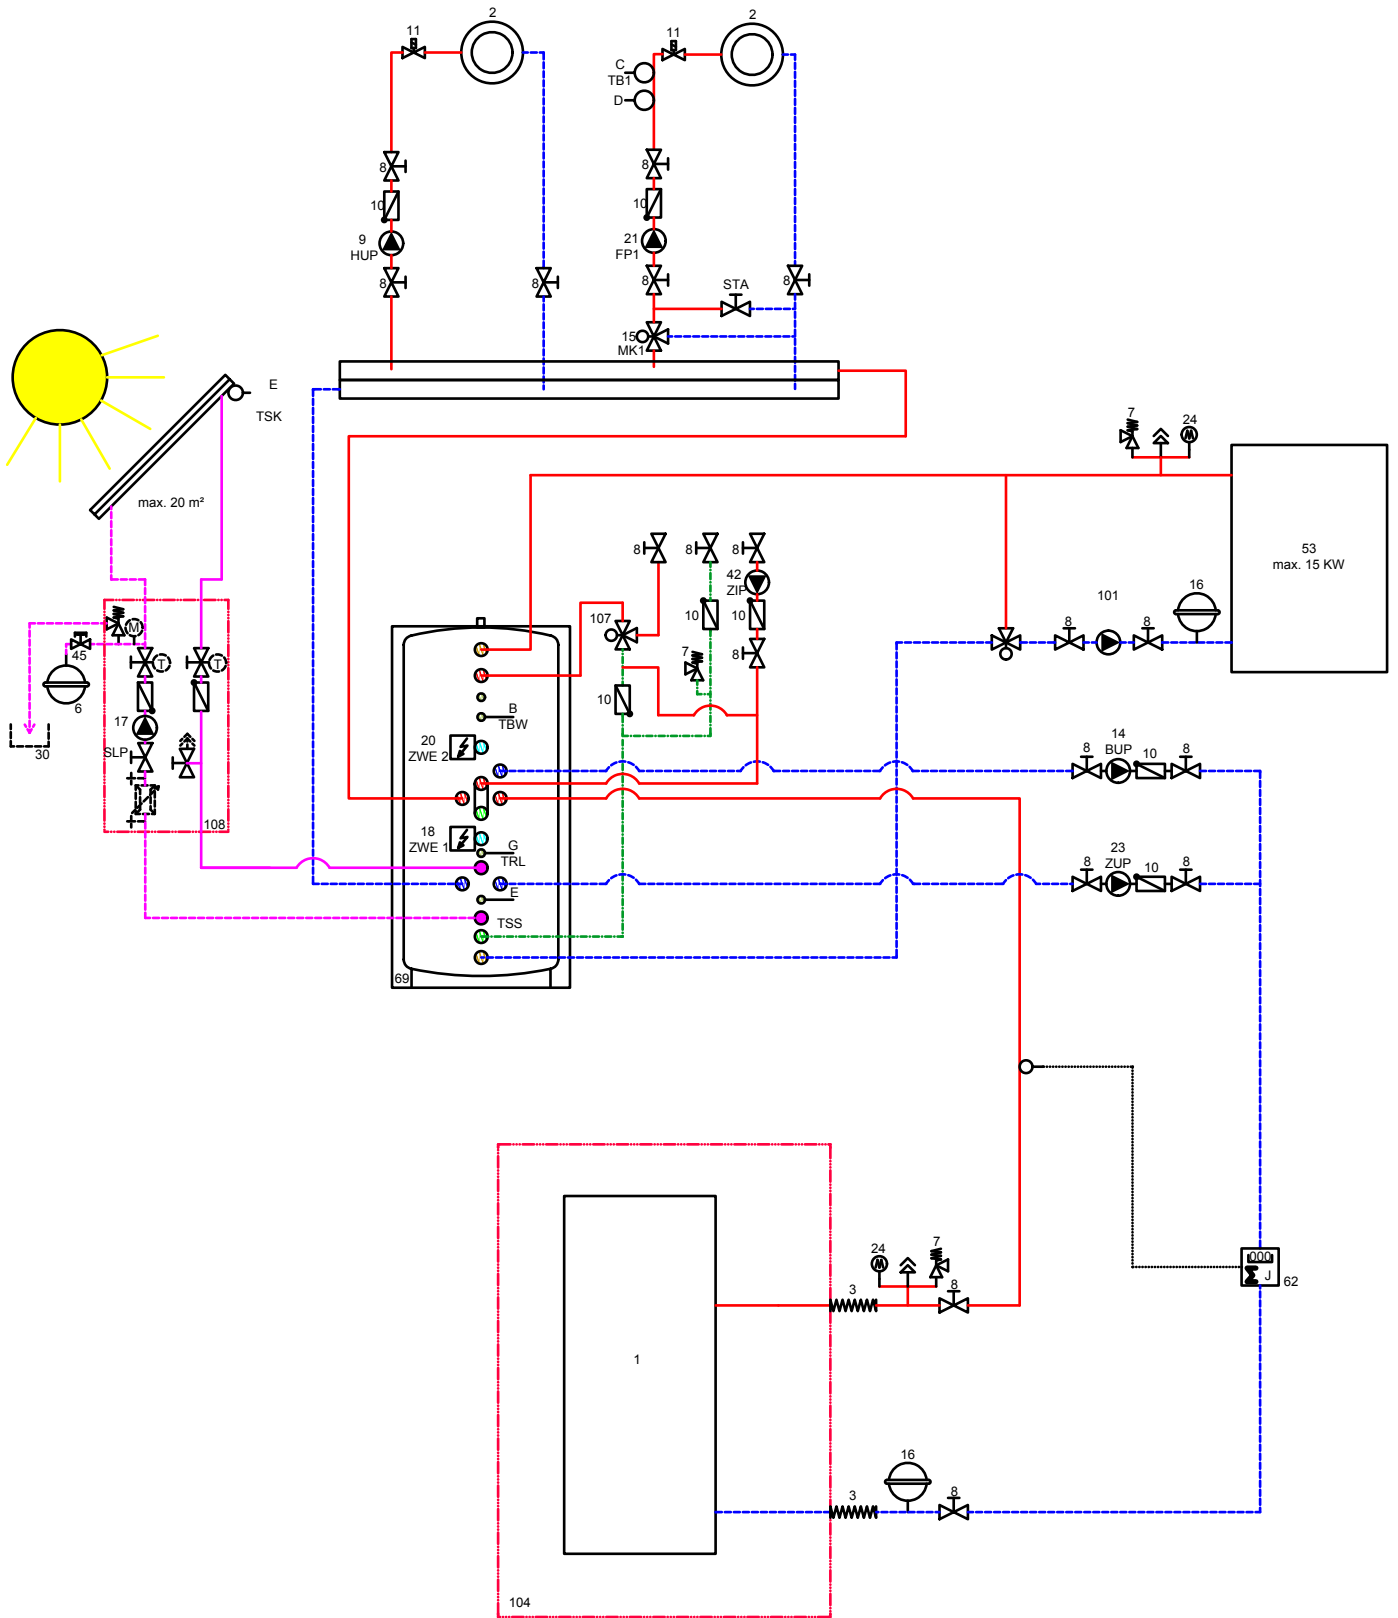 2
2
11
11
C
TB1
D
8
8
10
10
9
HUP
21
FP1
8
8
8
8
STA
15
MK1
E
TSK
max. 20 m²
7
24
53
max. 15 KW
16
101
8
8
8
8
8
42
ZIP
10
10
107
7
8
10
M
45
T
T
6
17
SLP
30
108
B
TBW
20
ZWE 2
18
ZWE 1
G
TRL
E
TSS
69
8
14
BUP
10
8
8
23
ZUP
10
8
24
7
3
8
000
Σ J
62
1
16
3
8
104